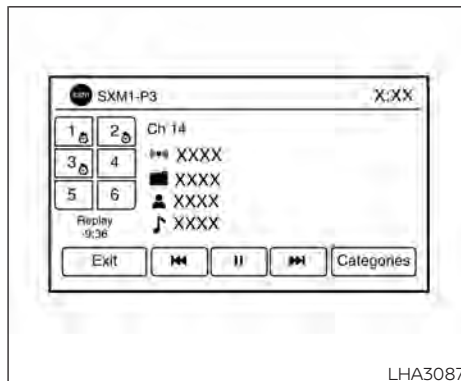 sxm SXM1-P3 X:XX
1 2 Ch 14
XXXX
3 4 XXXX
5 6 XXXX
Replay XXXX
-9:36
Exit Categories
LHA3087